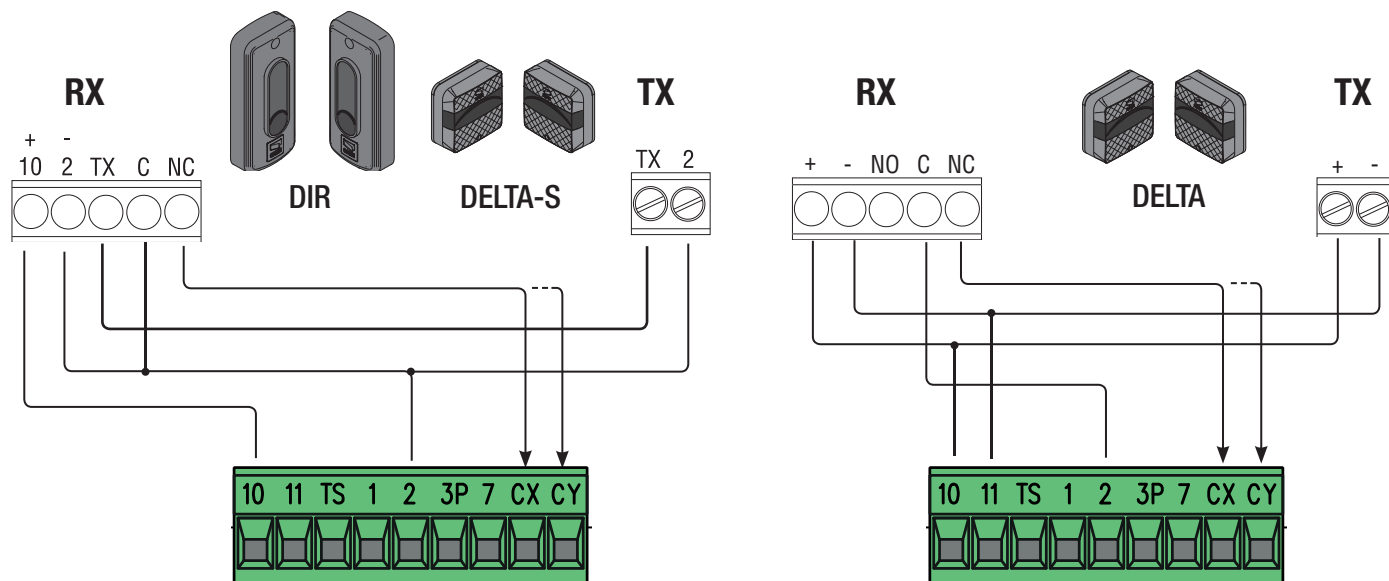 RX
TX
+ -
10 2 TX C NC
TX 2
DIR
DELTA-S
10 11 TS 1 2 3P 7 CX CY
RX
TX
+ - NO C NC
+ -
DELTA
10 11 TS 1 2 3P 7 CX CY